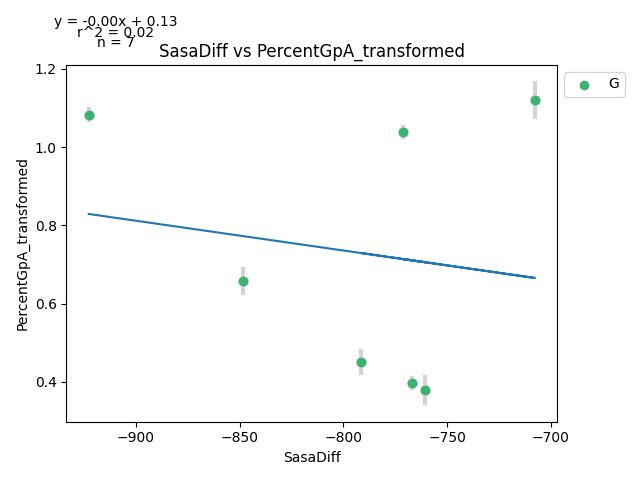 y = -0.00x + 0.13
r^2 = 0.02
n = 7
SasaDiff vs PercentGpA_transformed
G
PercentGpA_transformed
1.2
1.0
0.8
0.6
0.4
−900
−850
−800
−750
−700
SasaDiff